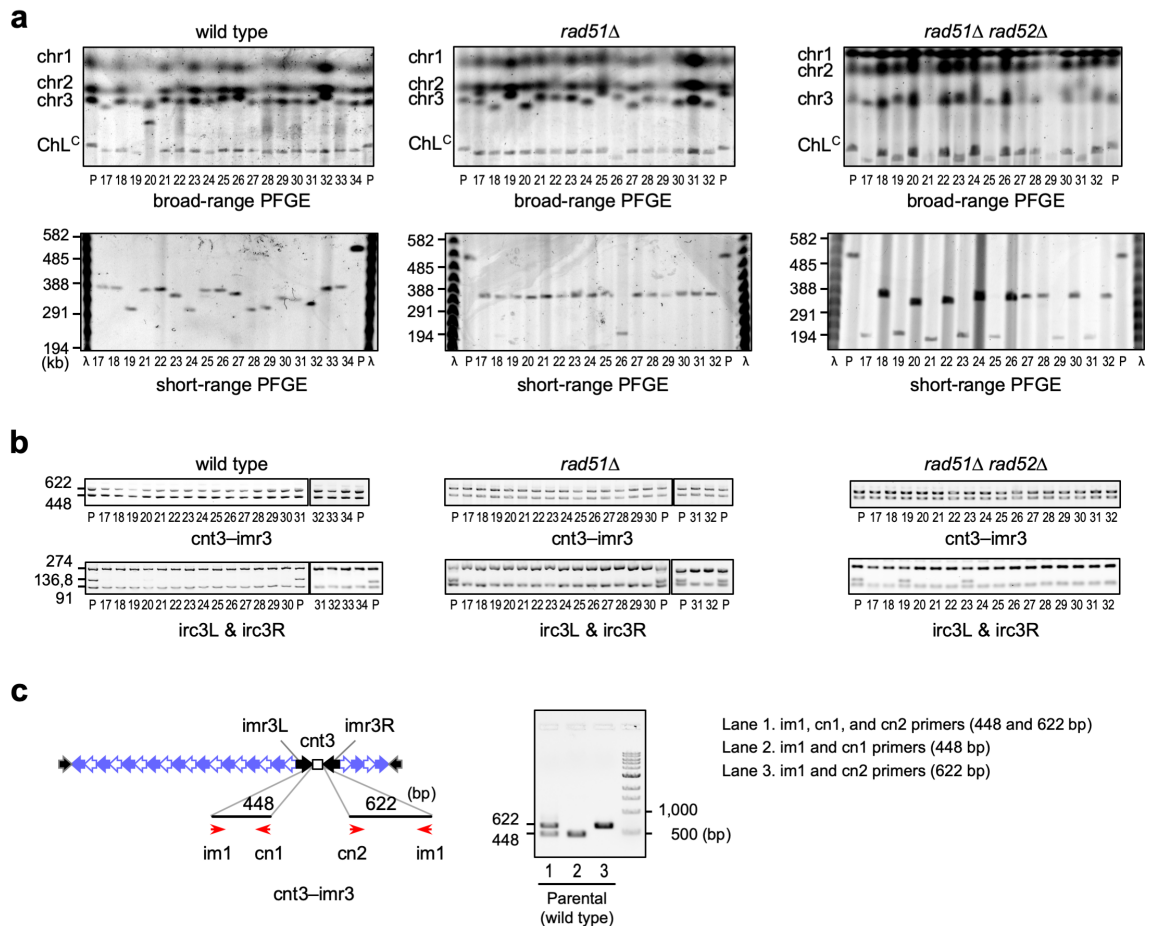 a
wild type
rad51Δ
rad51Δ rad52Δ
chr1
chr2
chr3
ChLᶜ
P 17 18 19 20 21 22 23 24 25 26 27 28 29 30 31 32 33 34 P
broad-range PFGE
chr1
chr2
chr3
ChLᶜ
P 17 18 19 20 21 22 23 24 25 26 27 28 29 30 31 32 P
broad-range PFGE
chr1
chr2
chr3
ChLᶜ
P 17 18 19 20 21 22 23 24 25 26 27 28 29 30 31 32 P
broad-range PFGE
582
485
388
291
194
(kb)
λ 17 18 19 21 22 23 24 25 26 27 28 29 30 31 32 33 34 P λ
short-range PFGE
582
485
388
291
194
λ P 17 18 19 20 21 22 23 24 25 26 27 28 29 30 31 32 P λ
short-range PFGE
582
485
388
291
194
λ P 17 18 19 20 21 22 23 24 25 26 27 28 29 30 31 32 P λ
short-range PFGE
b
wild type
rad51Δ
rad51Δ rad52Δ
622
448
P 17 18 19 20 21 22 23 24 25 26 27 28 29 30 31 32 33 34 P
cnt3–imr3
P 17 18 19 20 21 22 23 24 25 26 27 28 29 30 P P 31 32 P
cnt3–imr3
P 17 18 19 20 21 22 23 24 25 26 27 28 29 30 31 32
cnt3–imr3
274
136,8
91
P 17 18 19 20 21 22 23 24 25 26 27 28 29 30 P 31 32 33 34 P
irc3L & irc3R
P 17 18 19 20 21 22 23 24 25 26 27 28 29 30 P P 31 32 P
irc3L & irc3R
P 17 18 19 20 21 22 23 24 25 26 27 28 29 30 31 32
irc3L & irc3R
c
imr3L
cnt3
imr3R
448
622
(bp)
im1
cn1
cn2
im1
cnt3–imr3
622
448
1,000
500 (bp)
1 2 3
Parental
(wild type)
Lane 1. im1, cn1, and cn2 primers (448 and 622 bp)
Lane 2. im1 and cn1 primers (448 bp)
Lane 3. im1 and cn2 primers (622 bp)